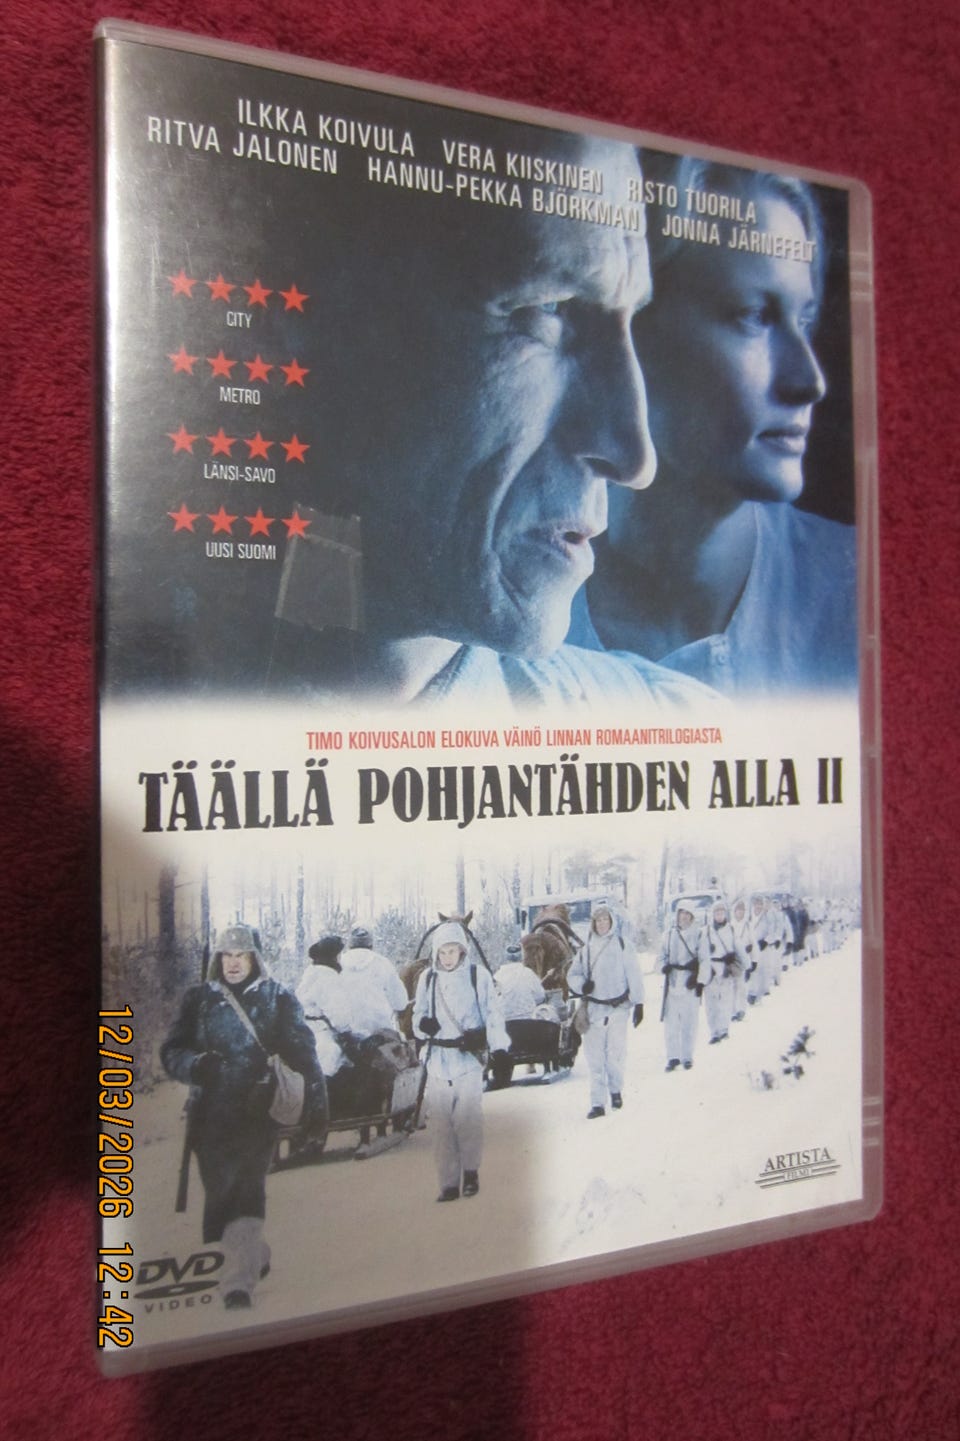 ILKKA KOIVULA VERA KIISKINEN RISTO TUORILA
RITVA JALONEN HANNU-PEKKA BJÖRKMAN JONNA JÄRNEFELT
CITY
METRO
LÄNSI-SAVO
UUSI SUOMI
TIMO KOIVUSALON ELOKUVA VÄINÖ LINNAN ROMAANITRILOGIASTA
TÄÄLLÄ POHJANTÄHDEN ALLA II
ARTISTA
FILMI
DVD
VIDEO
12/03/2026 12:42